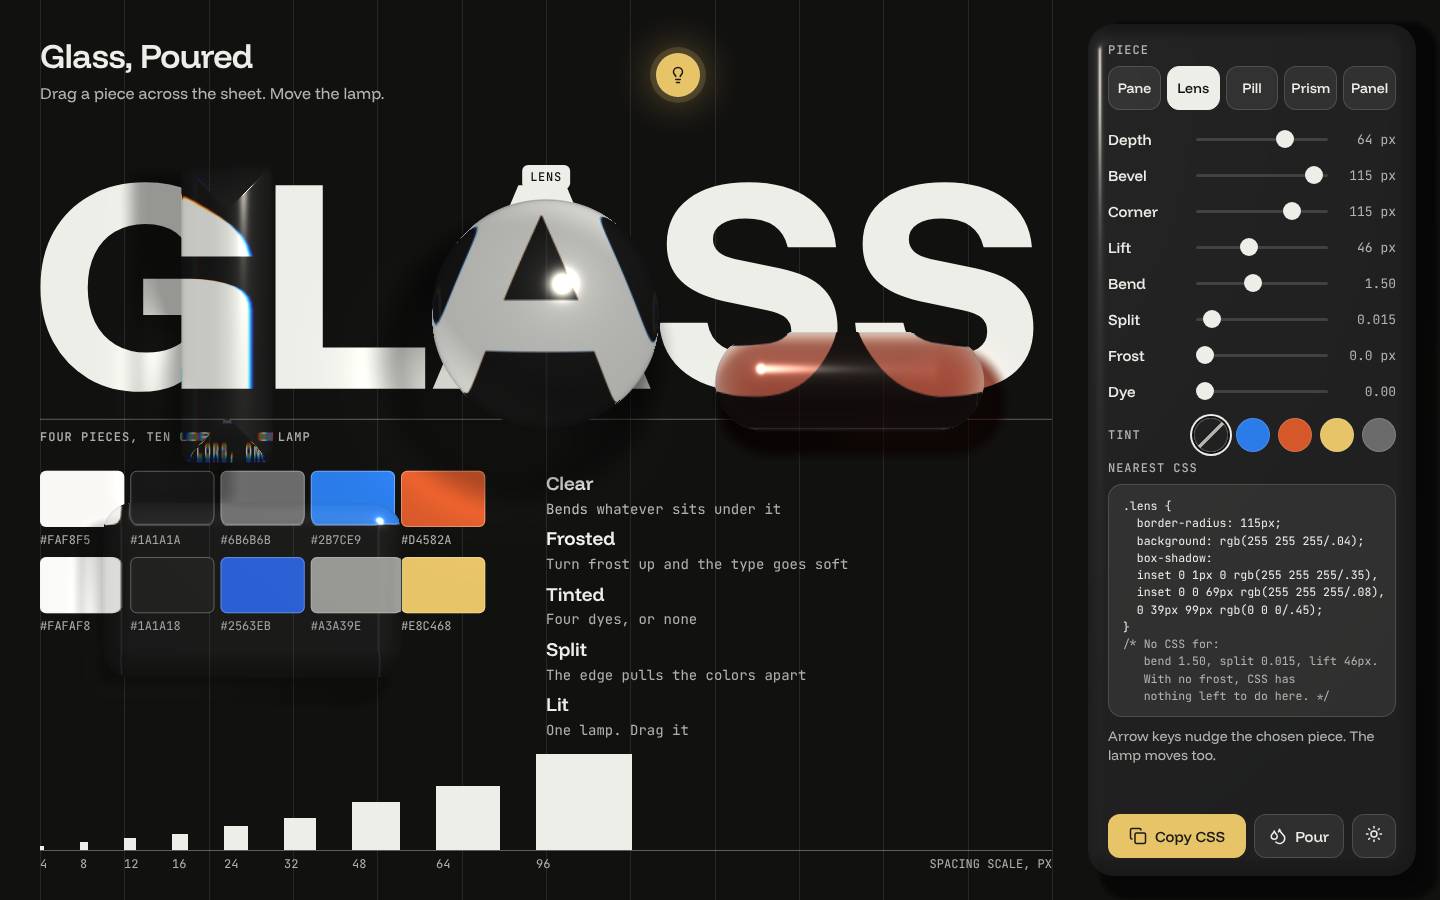 Glass, Poured
Drag a piece across the sheet. Move the lamp.
LENS
GLASS
FOUR PIECES, TEN LAMP
#FAF8F5 #1A1A1A #6B6B6B #2B7CE9 #D4582A
#FAFAF8 #1A1A18 #2563EB #A3A39E #E8C468
Clear
Bends whatever sits under it
Frosted
Turn frost up and the type goes soft
Tinted
Four dyes, or none
Split
The edge pulls the colors apart
Lit
One lamp. Drag it
4 8 12 16 24 32 48 64 96
SPACING SCALE, PX
PIECE
Pane Lens Pill Prism Panel
Depth 64 px
Bevel 115 px
Corner 115 px
Lift 46 px
Bend 1.50
Split 0.015
Frost 0.0 px
Dye 0.00
TINT
NEAREST CSS
.lens {
border-radius: 115px;
background: rgb(255 255 255/.04);
box-shadow:
inset 0 1px 0 rgb(255 255 255/.35),
inset 0 0 69px rgb(255 255 255/.08),
0 39px 99px rgb(0 0 0/.45);
}
/* No CSS for:
bend 1.50, split 0.015, lift 46px.
With no frost, CSS has
nothing left to do here. */
Arrow keys nudge the chosen piece. The
lamp moves too.
Copy CSS Pour